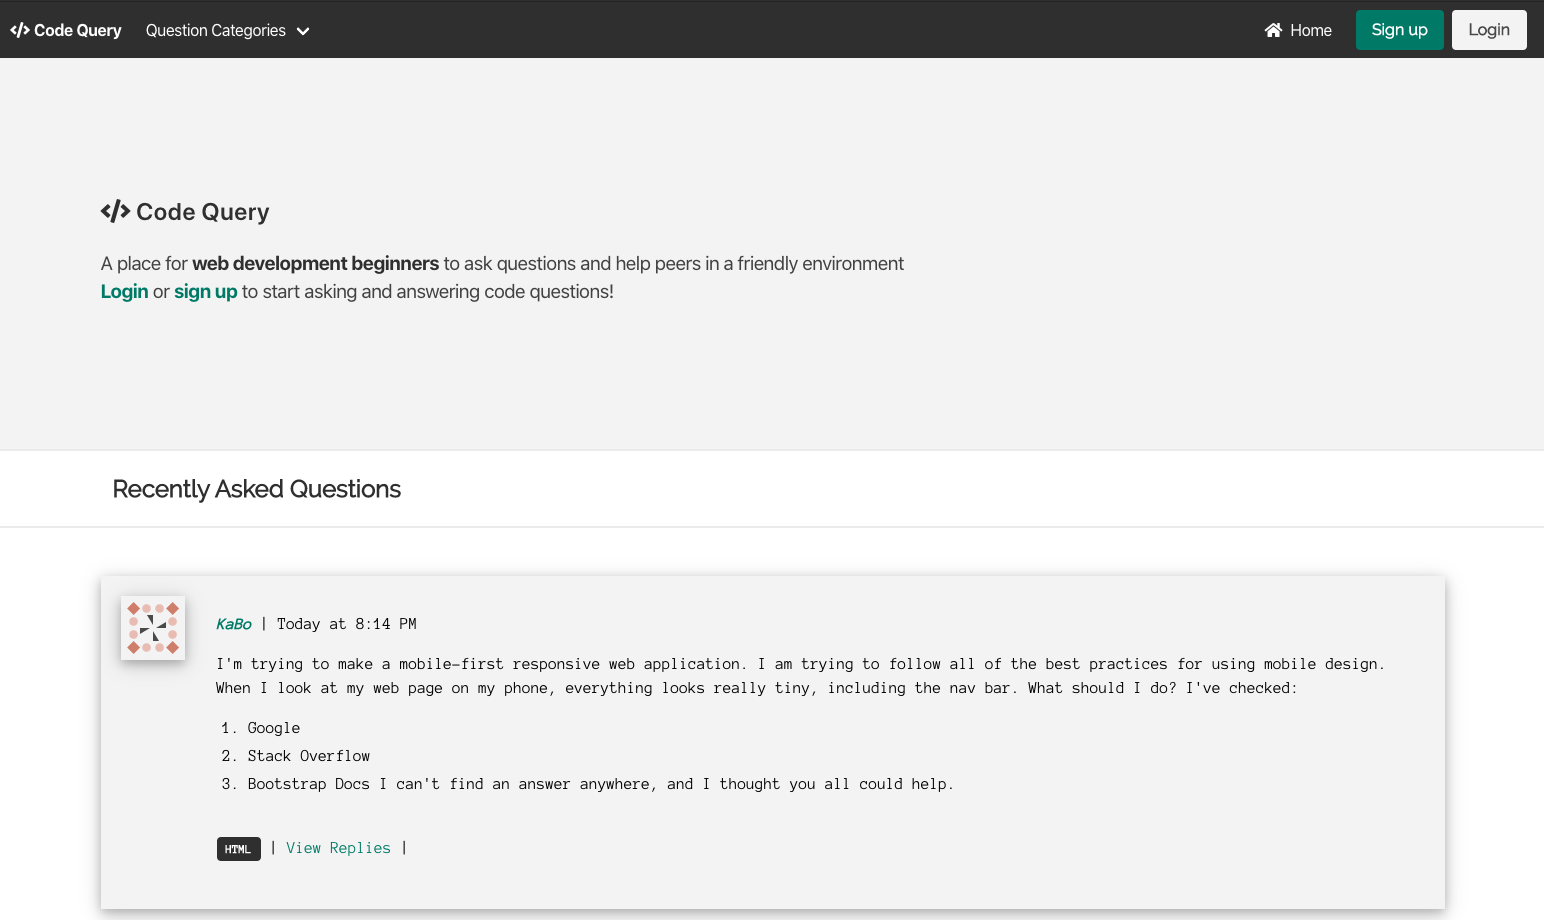 </> Code Query Question Categories Home Sign up Login
</> Code Query
A place for web development beginners to ask questions and help peers in a friendly environment
Login or sign up to start asking and answering code questions!
Recently Asked Questions
KaBo | Today at 8:14 PM
I'm trying to make a mobile-first responsive web application. I am trying to follow all of the best practices for using mobile design.
When I look at my web page on my phone, everything looks really tiny, including the nav bar. What should I do? I've checked:
1. Google
2. Stack Overflow
3. Bootstrap Docs I can't find an answer anywhere, and I thought you all could help.
HTML | View Replies |